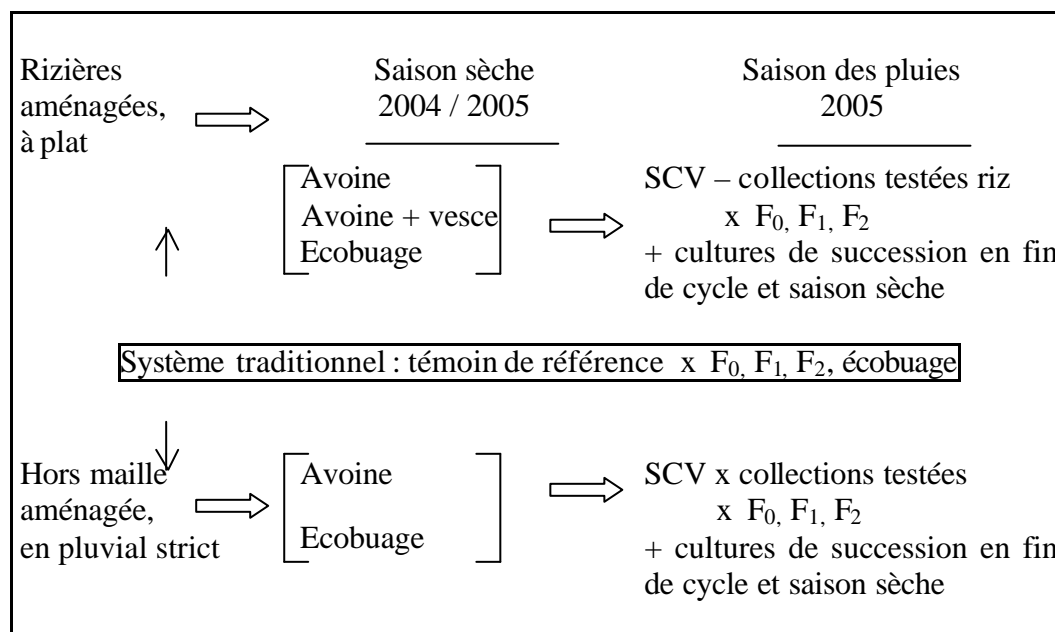 Rizières
aménagées,
à plat
Saison sèche
2004 / 2005
Saison des pluies
2005
Avoine
Avoine + vesce
Ecobuage
SCV – collections testées riz
x F0, F1, F2
+ cultures de succession en fin
de cycle et saison sèche
Système traditionnel : témoin de référence x F0, F1, F2, écobuage
Hors maille
aménagée,
en pluvial strict
Avoine
Ecobuage
SCV x collections testées
x F0, F1, F2
+ cultures de succession en fin
de cycle et saison sèche